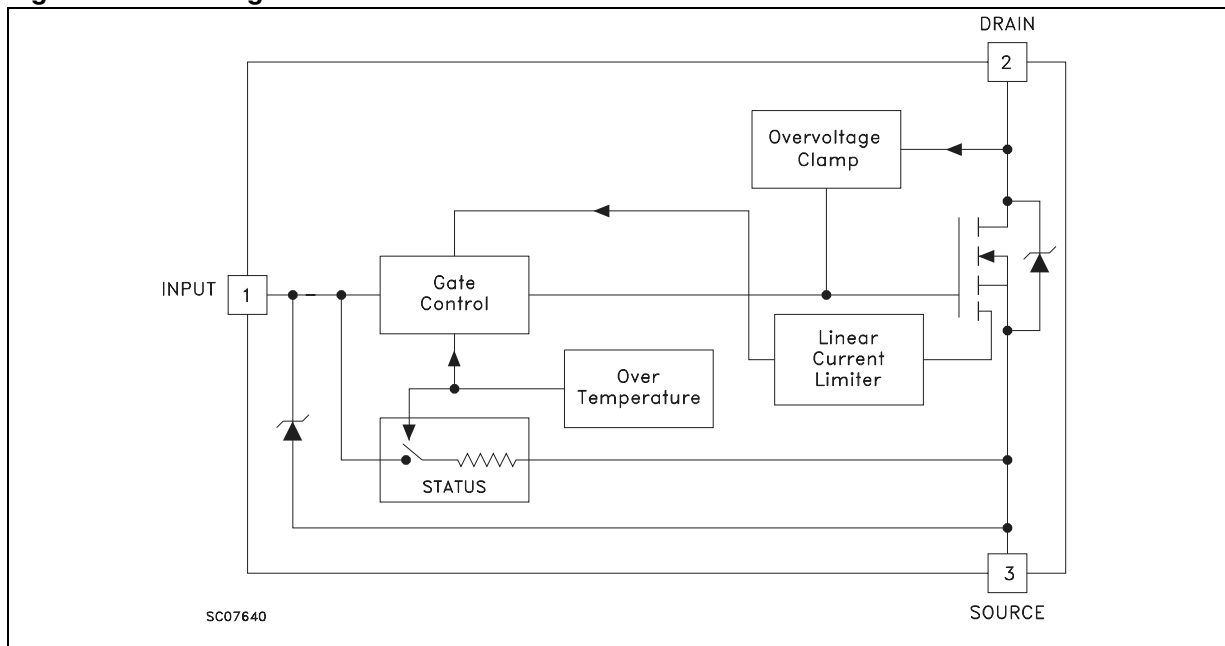 DRAIN
2
Overvoltage
Clamp
INPUT
1
Gate
Control
Linear
Current
Limiter
Over
Temperature
STATUS
3
SOURCE
SC07640